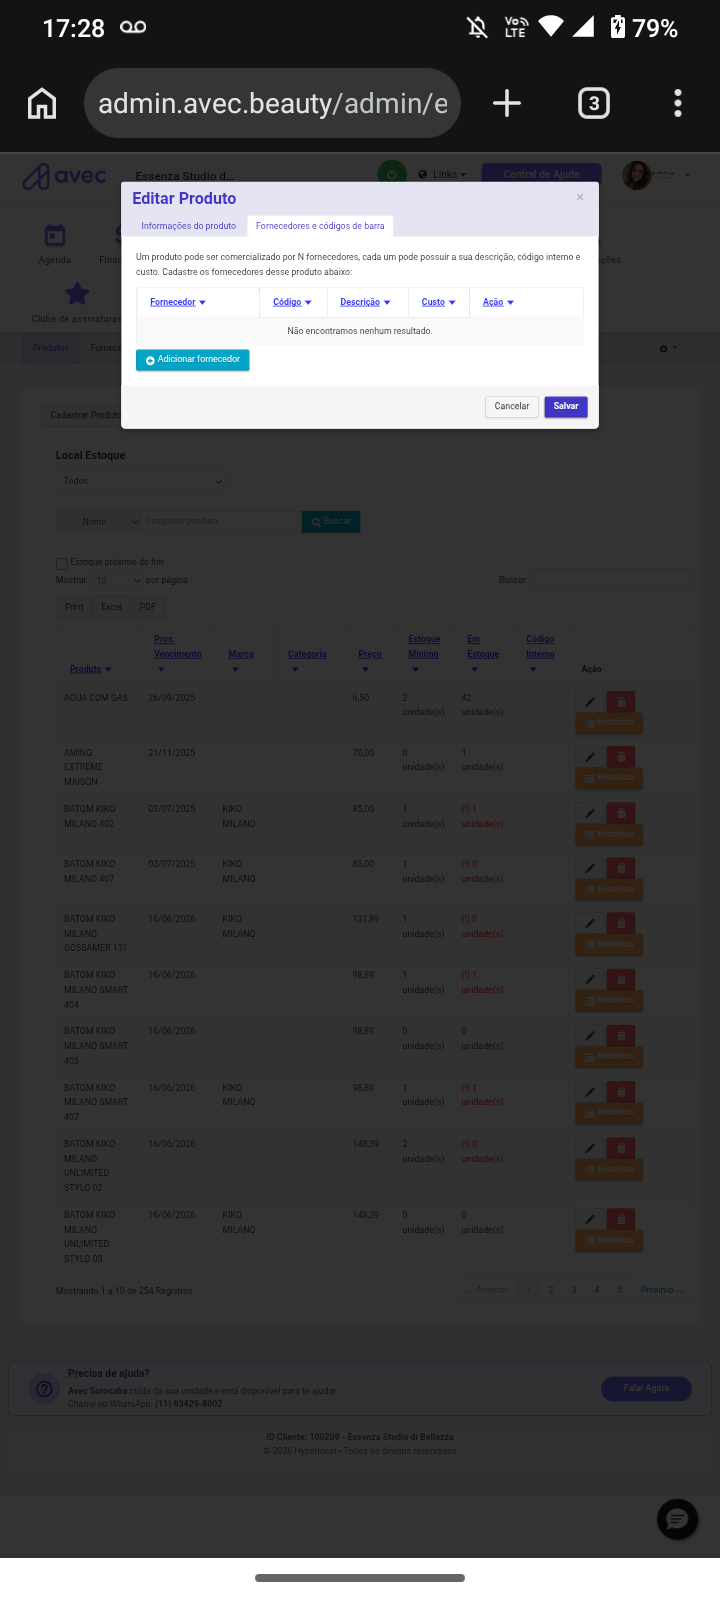 17:28
Vo LTE
79%
admin.avec.beauty/admin/e
3
avec
Essenza Studio d...
Links
Central de Ajuda
Editar Produto
×
Informações do produto
Fornecedores e códigos de barra
Agenda
Clube de assinaturas
Um produto pode ser comercializado por N fornecedores, cada um pode possuir a sua descrição, código interno e
custo. Cadastre os fornecedores desse produto abaixo:
Fornecedor Código Descrição Custo Ação
Não encontramos nenhum resultado.
Adicionar fornecedor
Cancelar
Salvar
Produtos
Cadastrar Produto
Local Estoque
Todos
Nome
Pesquisar produto
Buscar
Estoque próximo do fim
Mostrar 10 por página
Buscar:
Print Excel PDF
Produto Prox. Vencimento Marca Categoria Preço Estoque Mínimo Em Estoque Código Interno Ação
AGUA COM GAS 26/09/2025 6,50 2 unidade(s) 42 unidade(s) Histórico
AMINO EXTREME MAISON 21/11/2025 70,00 0 unidade(s) 1 unidade(s) Histórico
BATOM KIKO MILANO 402 03/07/2025 KIKO MILANO 85,00 1 unidade(s) (!) 1 unidade(s) Histórico
BATOM KIKO MILANO 407 03/07/2025 KIKO MILANO 85,00 1 unidade(s) (!) 0 unidade(s) Histórico
BATOM KIKO MILANO GOSSAMER 131 16/06/2026 KIKO MILANO 131,89 1 unidade(s) (!) 0 unidade(s) Histórico
BATOM KIKO MILANO SMART 404 16/06/2026 98,89 1 unidade(s) (!) 1 unidade(s) Histórico
BATOM KIKO MILANO SMART 405 16/06/2026 98,89 0 unidade(s) 0 unidade(s) Histórico
BATOM KIKO MILANO SMART 407 16/06/2026 KIKO MILANO 98,89 1 unidade(s) (!) 1 unidade(s) Histórico
BATOM KIKO MILANO UNLIMITED STYLO 02 16/06/2026 148,39 2 unidade(s) (!) 0 unidade(s) Histórico
BATOM KIKO MILANO UNLIMITED STYLO 03 16/06/2026 KIKO MILANO 148,39 0 unidade(s) 0 unidade(s) Histórico
Mostrando 1 a 10 de 254 Registros
← Anterior 1 2 3 4 5 Próximo →
Precisa de ajuda?
Avec Sorocaba cuida da sua unidade e está disponível para te ajudar.
Chame no WhatsApp: (11) 93429-8002
Falar Agora
ID Cliente: 100209 - Essenza Studio di Bellezza
© 2026 Hyperlocal • Todos os direitos reservados